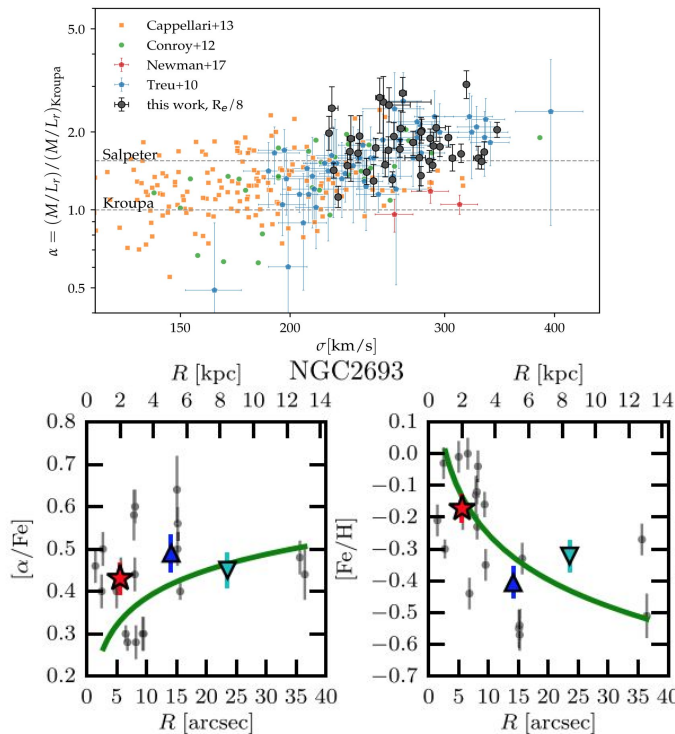 5.0
2.0
1.0
0.5
α = (M/L_r)/(M/L_r)_Kroupa
Cappellari+13
Conroy+12
Newman+17
Treu+10
this work, R_e/8
Salpeter
Kroupa
150 200 300 400
σ[km/s]
NGC2693
R [kpc]
0 2 4 6 8 10 12 14
0.8
0.7
0.6
0.5
0.4
0.3
0.2
[α/Fe]
0 5 10 15 20 25 30 35 40
R [arcsec]
R [kpc]
0 2 4 6 8 10 12 14
0.1
0.0
−0.1
−0.2
−0.3
−0.4
−0.5
−0.6
−0.7
[Fe/H]
0 5 10 15 20 25 30 35 40
R [arcsec]